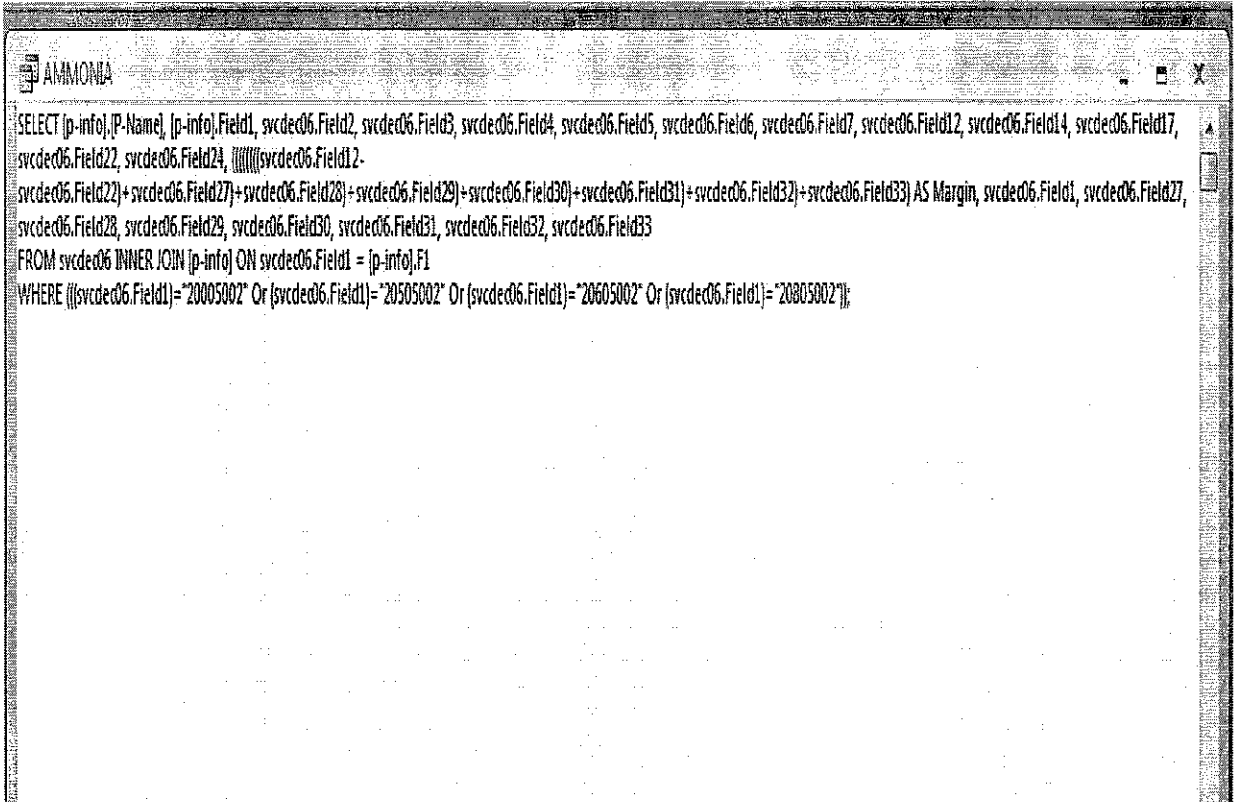 AMMONIA
SELECT [p-info].[P-Name], [p-info].Field1, svcdec06.Field2, svcdec06.Field3, svcdec06.Field4, svcdec06.Field5, svcdec06.Field6, svcdec06.Field7, svcdec06.Field12, svcdec06.Field14, svcdec06.Field17,
svcdec06.Field22, svcdec06.Field24, ((((((((svcdec06.Field12-
svcdec06.Field22)+svcdec06.Field27)+svcdec06.Field28)+svcdec06.Field29)+svcdec06.Field30)+svcdec06.Field31)+svcdec06.Field32)+svcdec06.Field33) AS Margin, svcdec06.Field1, svcdec06.Field27,
svcdec06.Field28, svcdec06.Field29, svcdec06.Field30, svcdec06.Field31, svcdec06.Field32, svcdec06.Field33
FROM svcdec06 INNER JOIN [p-info] ON svcdec06.Field1 = [p-info].F1
WHERE (((svcdec06.Field1)="20005002" Or (svcdec06.Field1)="20505002" Or (svcdec06.Field1)="20605002" Or (svcdec06.Field1)="20805002"));